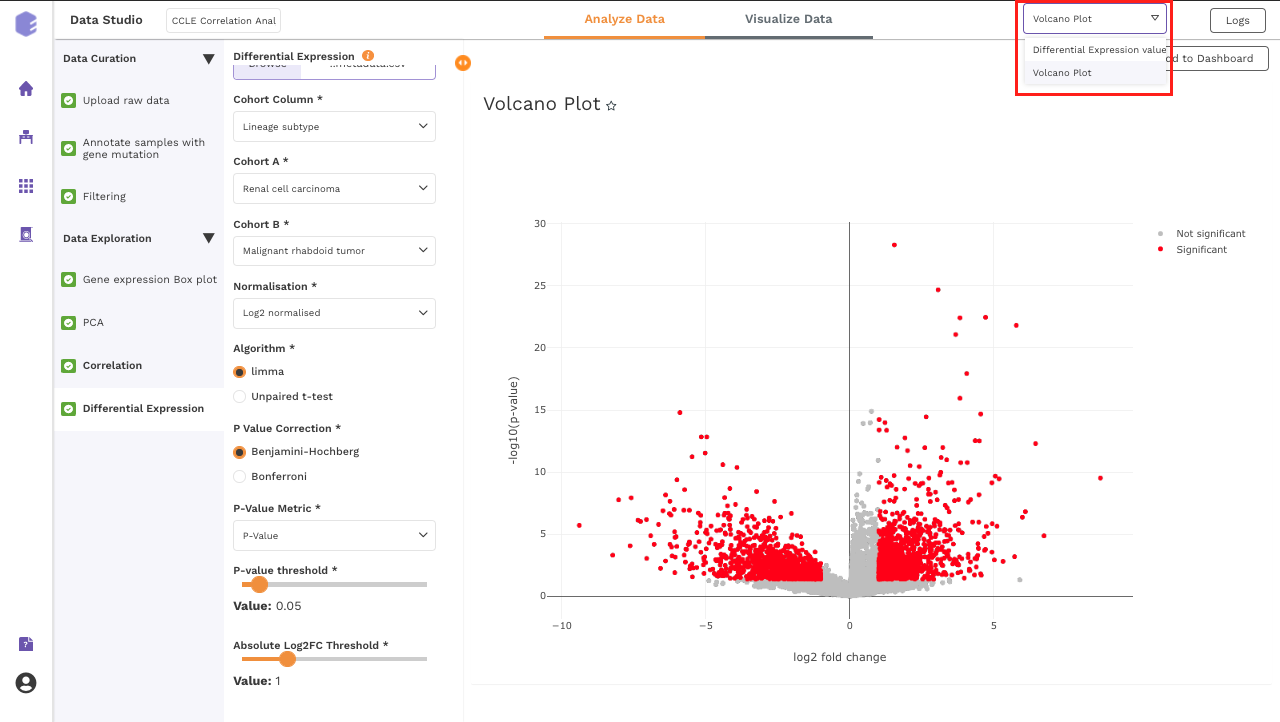 Data Studio
CCLE Correlation Anal
Analyze Data
Visualize Data
Volcano Plot
Logs
Differential Expression value
Volcano Plot
d to Dashboard
Data Curation
Upload raw data
Annotate samples with
gene mutation
Filtering
Data Exploration
Gene expression Box plot
PCA
Correlation
Differential Expression
Differential Expression
Cohort Column *
Lineage subtype
Cohort A *
Renal cell carcinoma
Cohort B *
Malignant rhabdoid tumor
Normalisation *
Log2 normalised
Algorithm *
limma
Unpaired t-test
P Value Correction *
Benjamini-Hochberg
Bonferroni
P-Value Metric *
P-Value
P-value threshold *
Value: 0.05
Absolute Log2FC Threshold *
Value: 1
Volcano Plot
30
25
20
15
10
5
0
-log10(p-value)
−10
−5
0
5
log2 fold change
Not significant
Significant